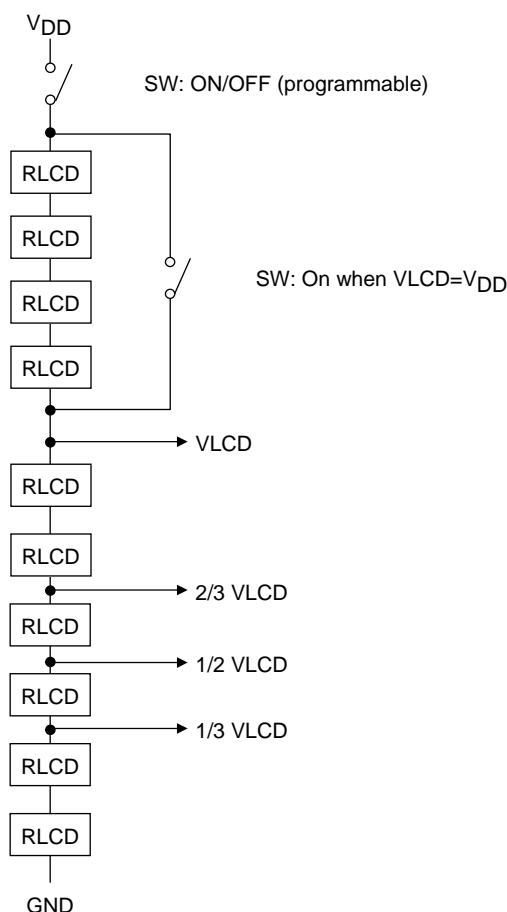 VDD
SW: ON/OFF (programmable)
RLCD
RLCD
RLCD
SW: On when VLCD=VDD
RLCD
VLCD
RLCD
RLCD
2/3 VLCD
RLCD
1/2 VLCD
RLCD
1/3 VLCD
RLCD
RLCD
GND